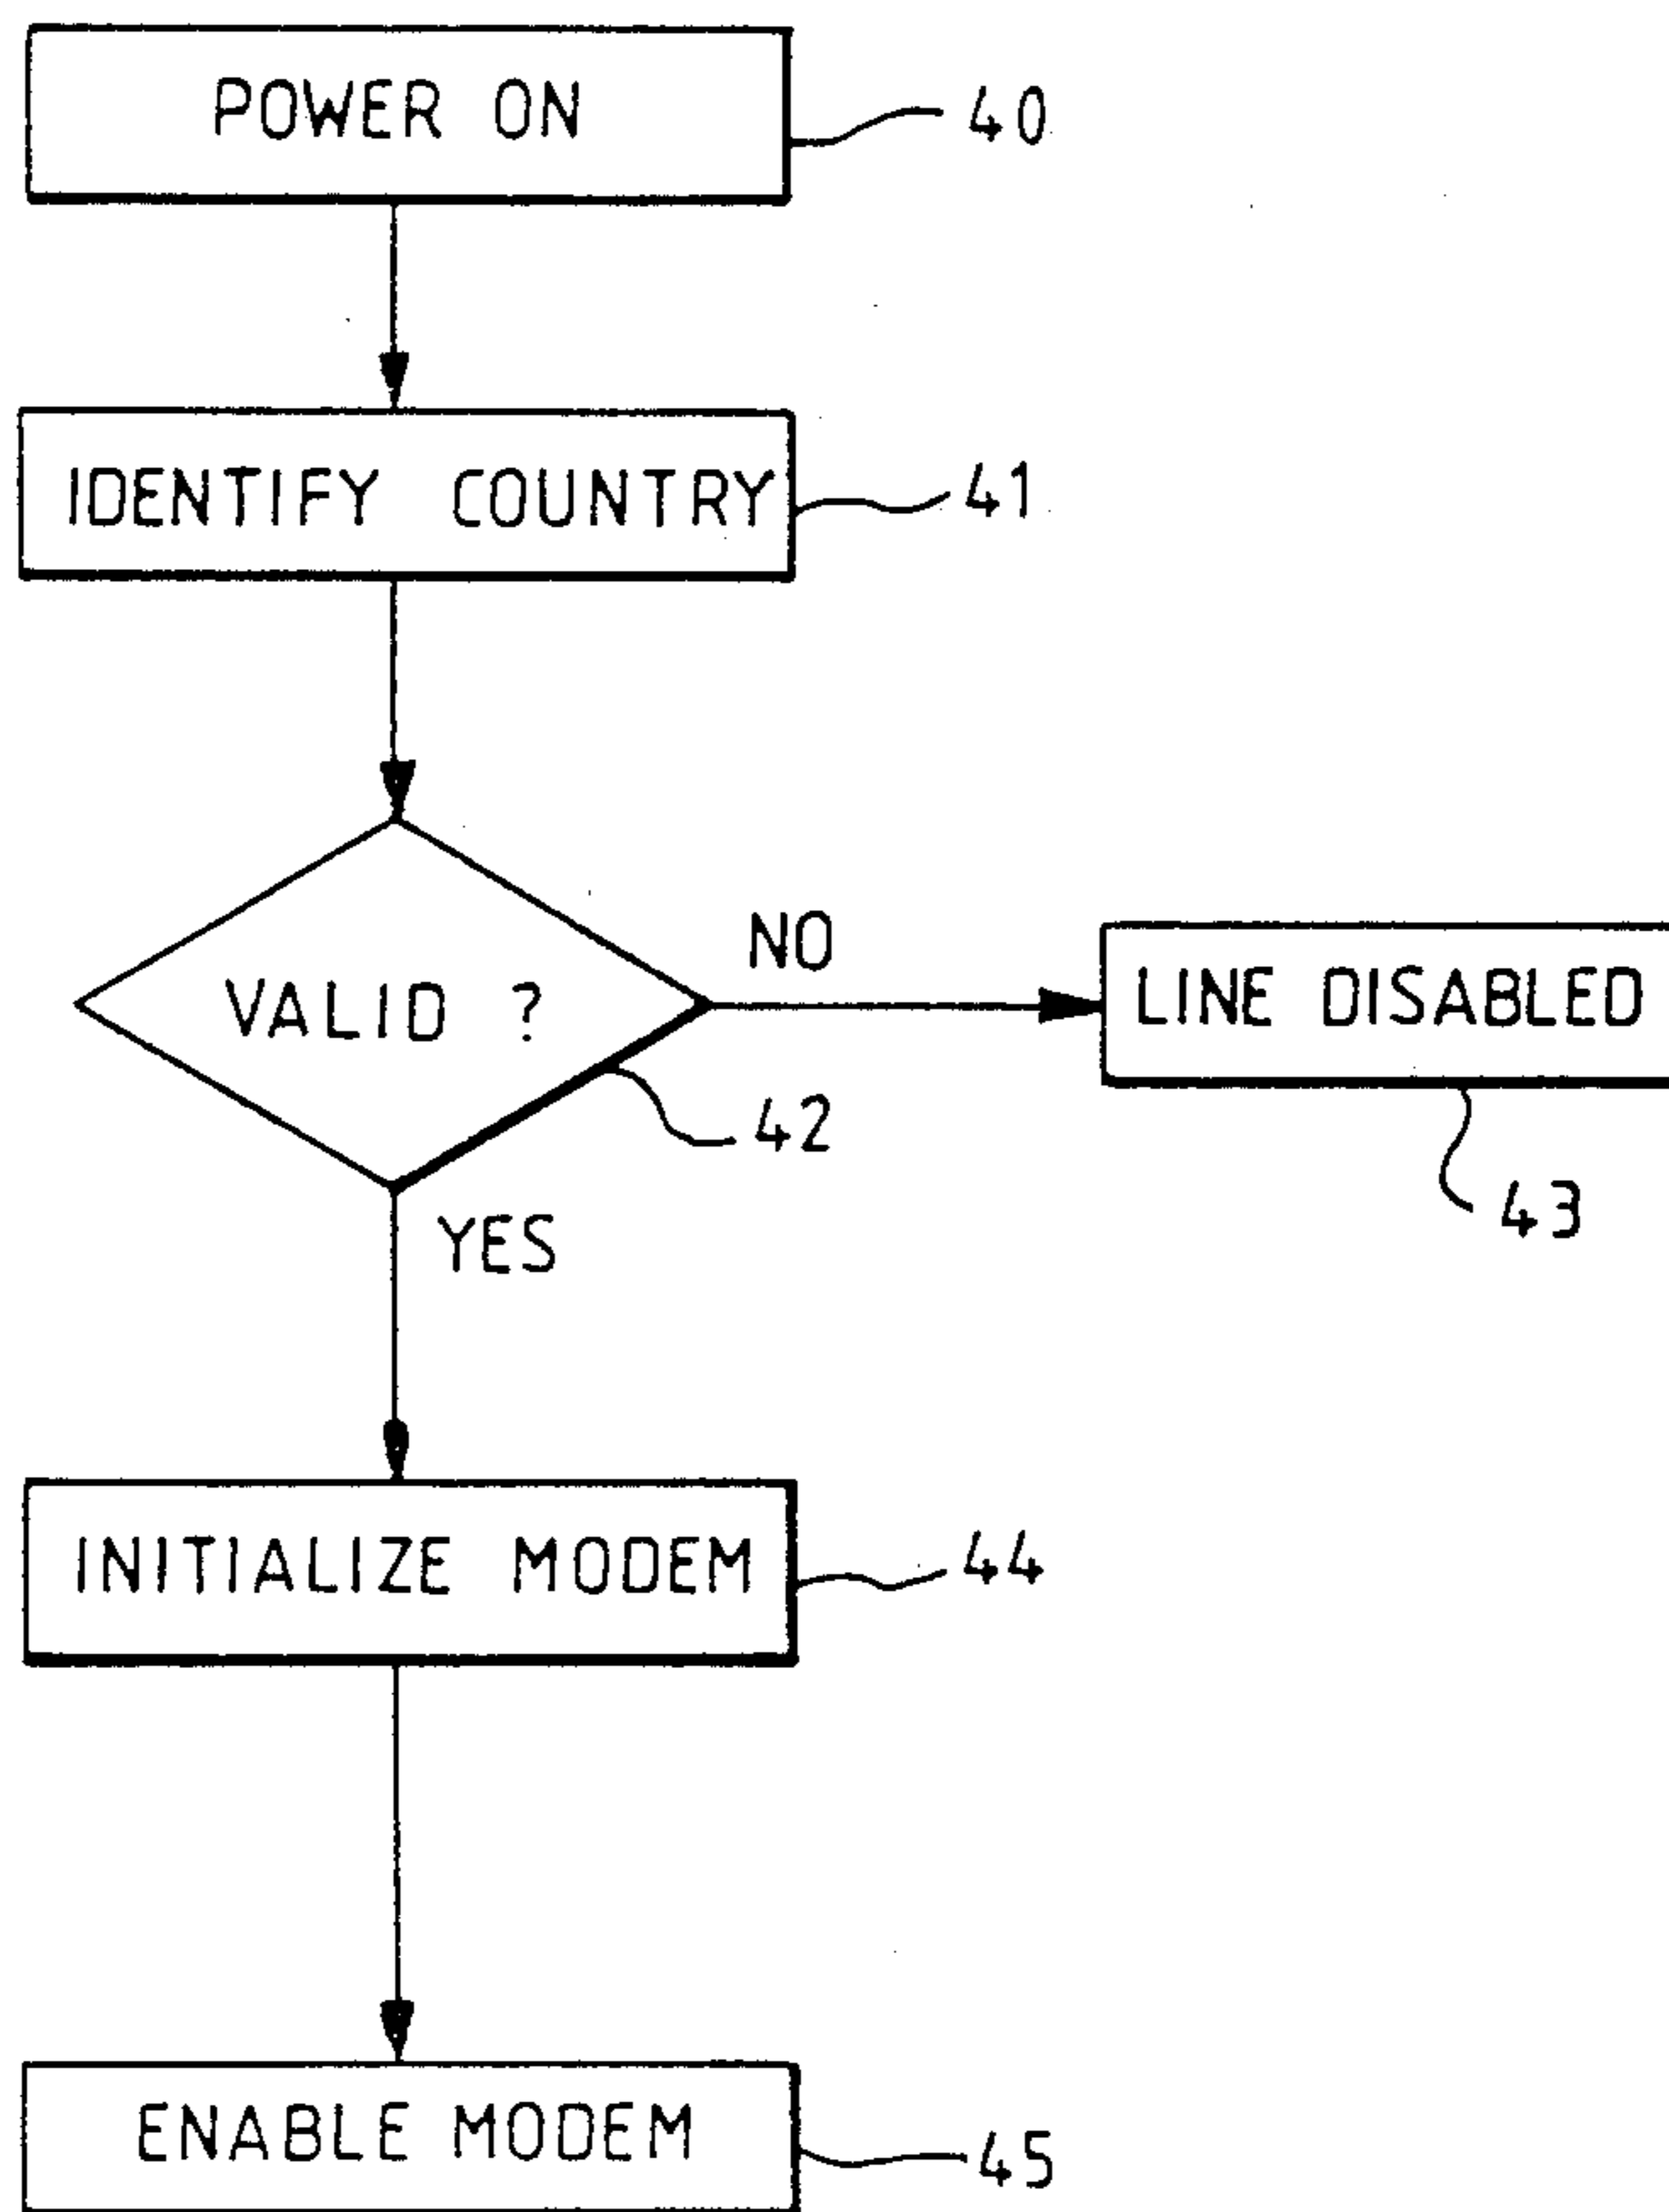 POWER ON
40
IDENTIFY COUNTRY
41
VALID ?
NO
LINE DISABLED
42
43
YES
INITIALIZE MODEM
44
ENABLE MODEM
45